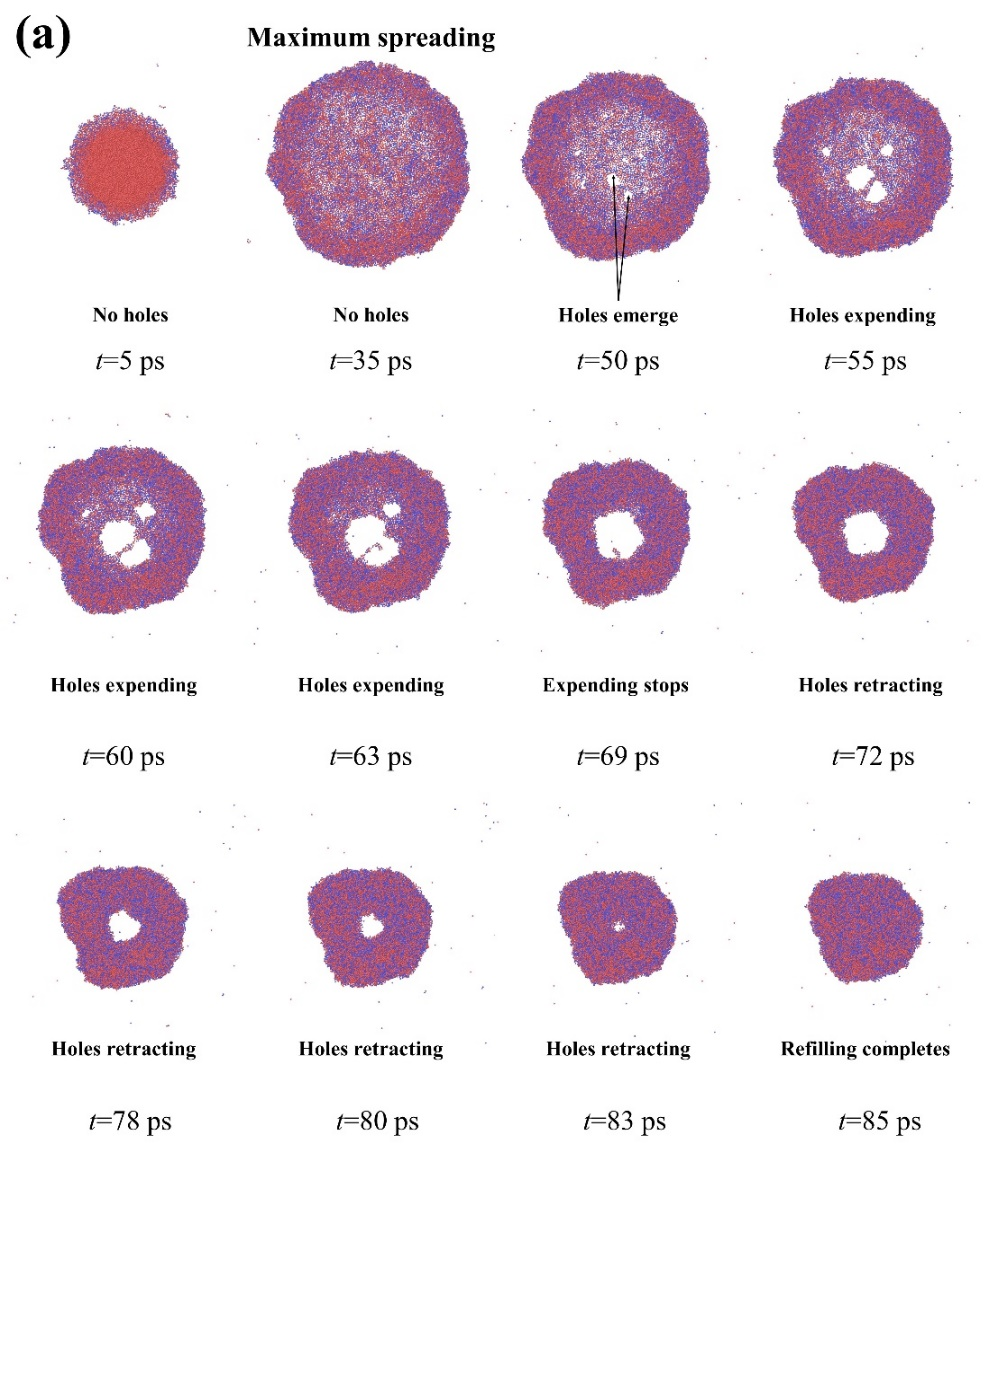 (a)
Maximum spreading
No holes
No holes
Holes emerge
Holes expending
t=5 ps
t=35 ps
t=50 ps
t=55 ps
Holes expending
Holes expending
Expending stops
Holes retracting
t=60 ps
t=63 ps
t=69 ps
t=72 ps
Holes retracting
Holes retracting
Holes retracting
Refilling completes
t=78 ps
t=80 ps
t=83 ps
t=85 ps